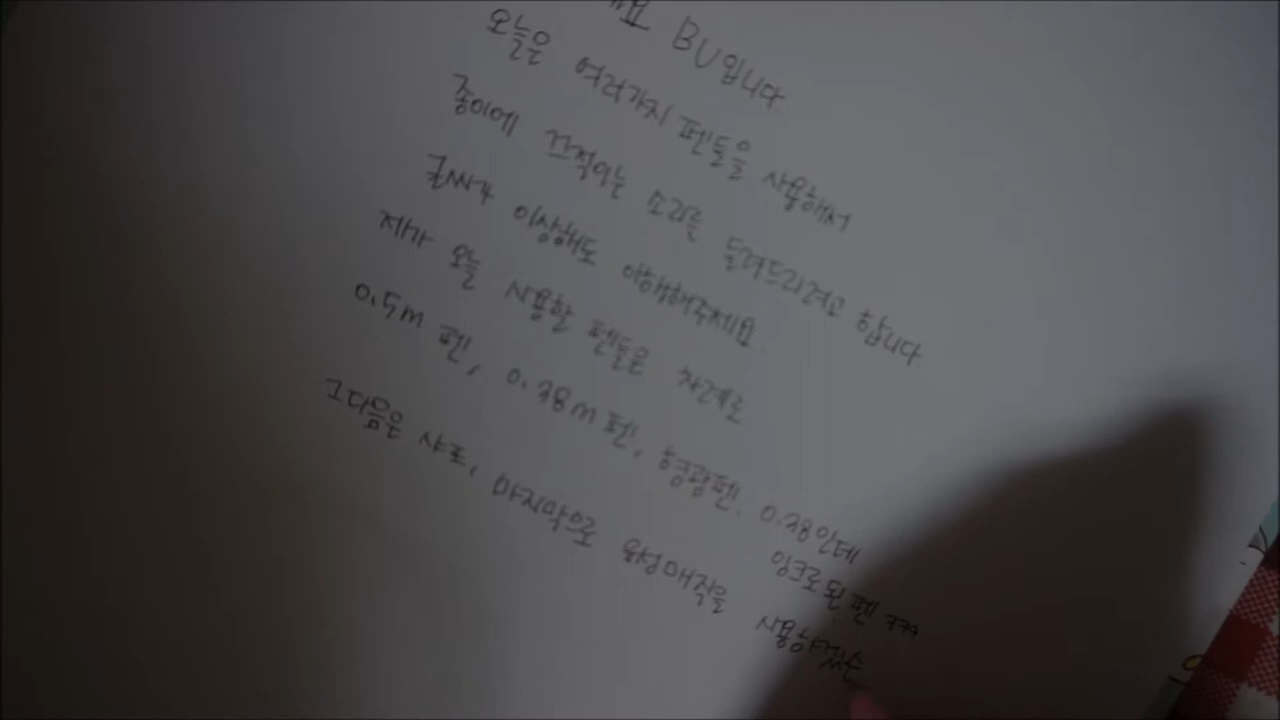 BU입니다
오늘은 여러가지 펜들을 사용해서
종이에 끄적이는 소리를 들려드리려고 합니다
글씨가 이상해도 이해해주세요.
제가 오늘 사용할 펜들은 차례로
0.5m 펜, 0.38m 펜, 형광펜. 0.38인데
잉크로된 펜 ㅋㅋㅋ
그다음은 샤프, 마지막으로 유성매직을 사용하겠습